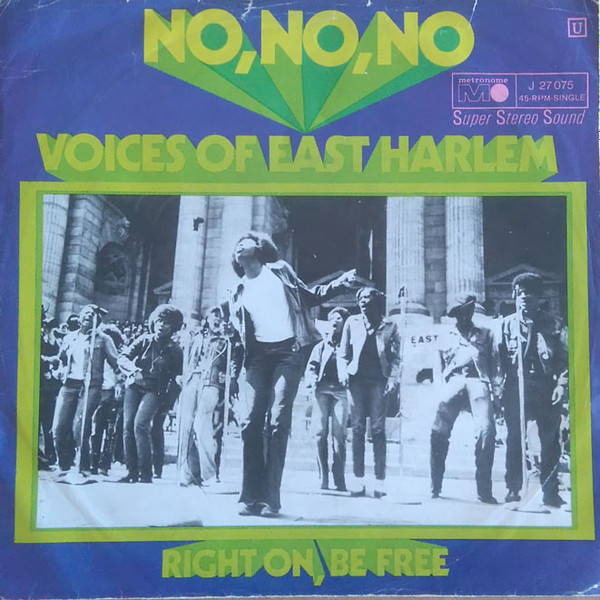 NO, NO, NO
U
metronome
J 27 075
45-RPM-SINGLE
Super Stereo Sound
VOICES OF EAST HARLEM
EAST
RIGHT ON, BE FREE